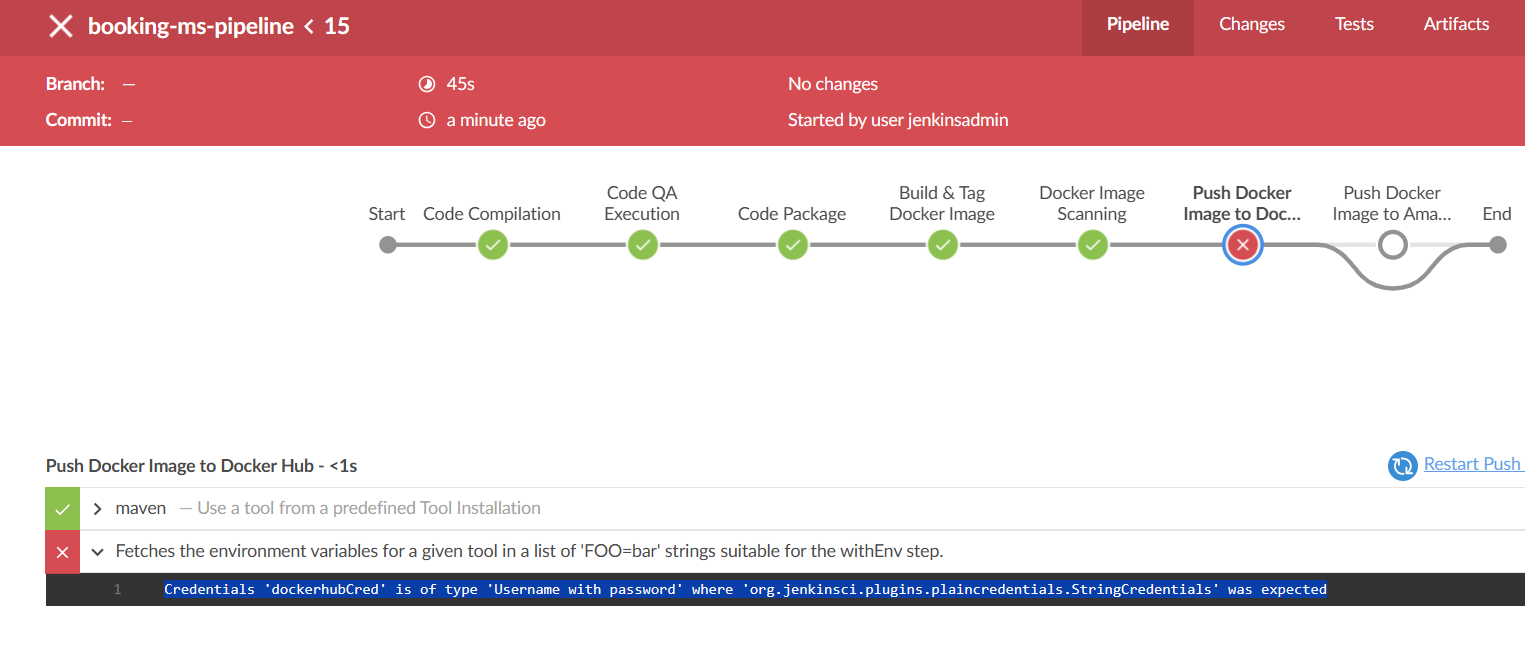 booking-ms-pipeline < 15
Pipeline
Changes
Tests
Artifacts
Branch: —
45s
No changes
Commit: —
a minute ago
Started by user jenkinsadmin
Start
Code Compilation
Code QA
Execution
Code Package
Build & Tag
Docker Image
Docker Image
Scanning
Push Docker
Image to Doc...
Push Docker
Image to Ama...
End
Push Docker Image to Docker Hub - <1s
Restart Push
maven — Use a tool from a predefined Tool Installation
Fetches the environment variables for a given tool in a list of 'FOO=bar' strings suitable for the withEnv step.
1 Credentials 'dockerhubCred' is of type 'Username with password' where 'org.jenkinsci.plugins.plaincredentials.StringCredentials' was expected